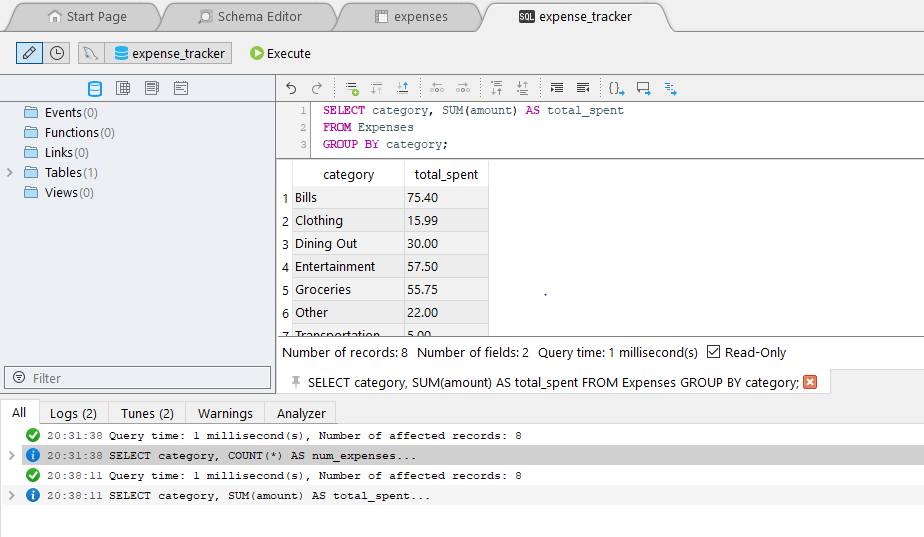 Start Page Schema Editor expenses SQL expense_tracker
expense_tracker Execute
Events(0)
Functions(0)
Links(0)
Tables(1)
Views(0)
Filter
1 SELECT category, SUM(amount) AS total_spent
2 FROM Expenses
3 GROUP BY category;
category total_spent
1 Bills 75.40
2 Clothing 15.99
3 Dining Out 30.00
4 Entertainment 57.50
5 Groceries 55.75
6 Other 22.00
7 Transportation 5.00
Number of records: 8 Number of fields: 2 Query time: 1 millisecond(s) Read-Only
SELECT category, SUM(amount) AS total_spent FROM Expenses GROUP BY category;
All Logs (2) Tunes (2) Warnings Analyzer
20:31:38 Query time: 1 millisecond(s), Number of affected records: 8
20:31:38 SELECT category, COUNT(*) AS num_expenses...
20:38:11 Query time: 1 millisecond(s), Number of affected records: 8
20:38:11 SELECT category, SUM(amount) AS total_spent...